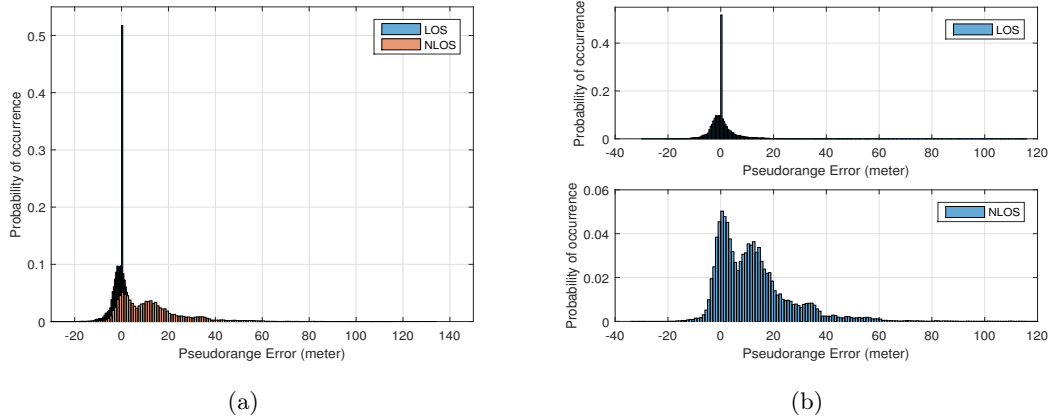 Probability of occurrence
0.5
0.4
0.3
0.2
0.1
0
-20 0 20 40 60 80 100 120 140
Pseudorange Error (meter)
LOS
NLOS
(a)
Probability of occurrence
0.4
0.2
0
-40 -20 0 20 40 60 80 100 120
Pseudorange Error (meter)
LOS
Probability of occurrence
0.06
0.04
0.02
0.00
-40 -20 0 20 40 60 80 100 120
Pseudorange Error (meter)
NLOS
(b)